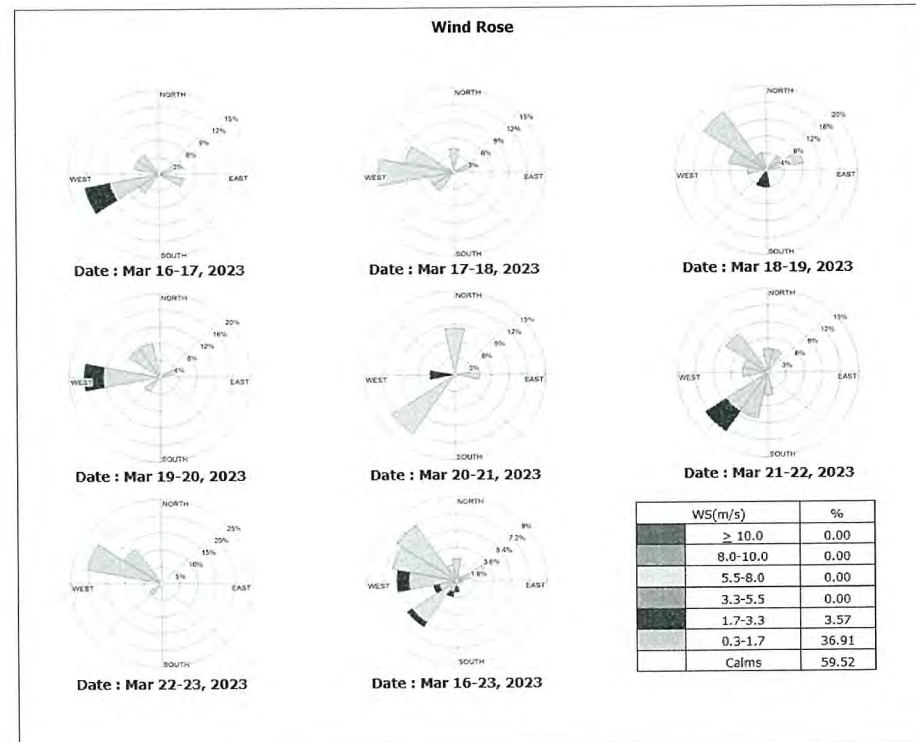 Wind Rose
NORTH
15%
12%
9%
6%
3%
WEST
EAST
SOUTH
Date : Mar 16-17, 2023
NORTH
15%
12%
9%
6%
3%
WEST
EAST
SOUTH
Date : Mar 17-18, 2023
NORTH
20%
16%
12%
8%
4%
WEST
EAST
SOUTH
Date : Mar 18-19, 2023
NORTH
20%
16%
12%
8%
4%
WEST
EAST
SOUTH
Date : Mar 19-20, 2023
NORTH
15%
12%
9%
6%
3%
WEST
EAST
SOUTH
Date : Mar 20-21, 2023
NORTH
15%
12%
9%
6%
3%
WEST
EAST
SOUTH
Date : Mar 21-22, 2023
NORTH
25%
20%
15%
10%
5%
WEST
EAST
SOUTH
Date : Mar 22-23, 2023
NORTH
9%
7.2%
5.4%
3.6%
1.8%
WEST
EAST
SOUTH
Date : Mar 16-23, 2023
WS(m/s) %
≥ 10.0 0.00
8.0-10.0 0.00
5.5-8.0 0.00
3.3-5.5 0.00
1.7-3.3 3.57
0.3-1.7 36.91
Calms 59.52